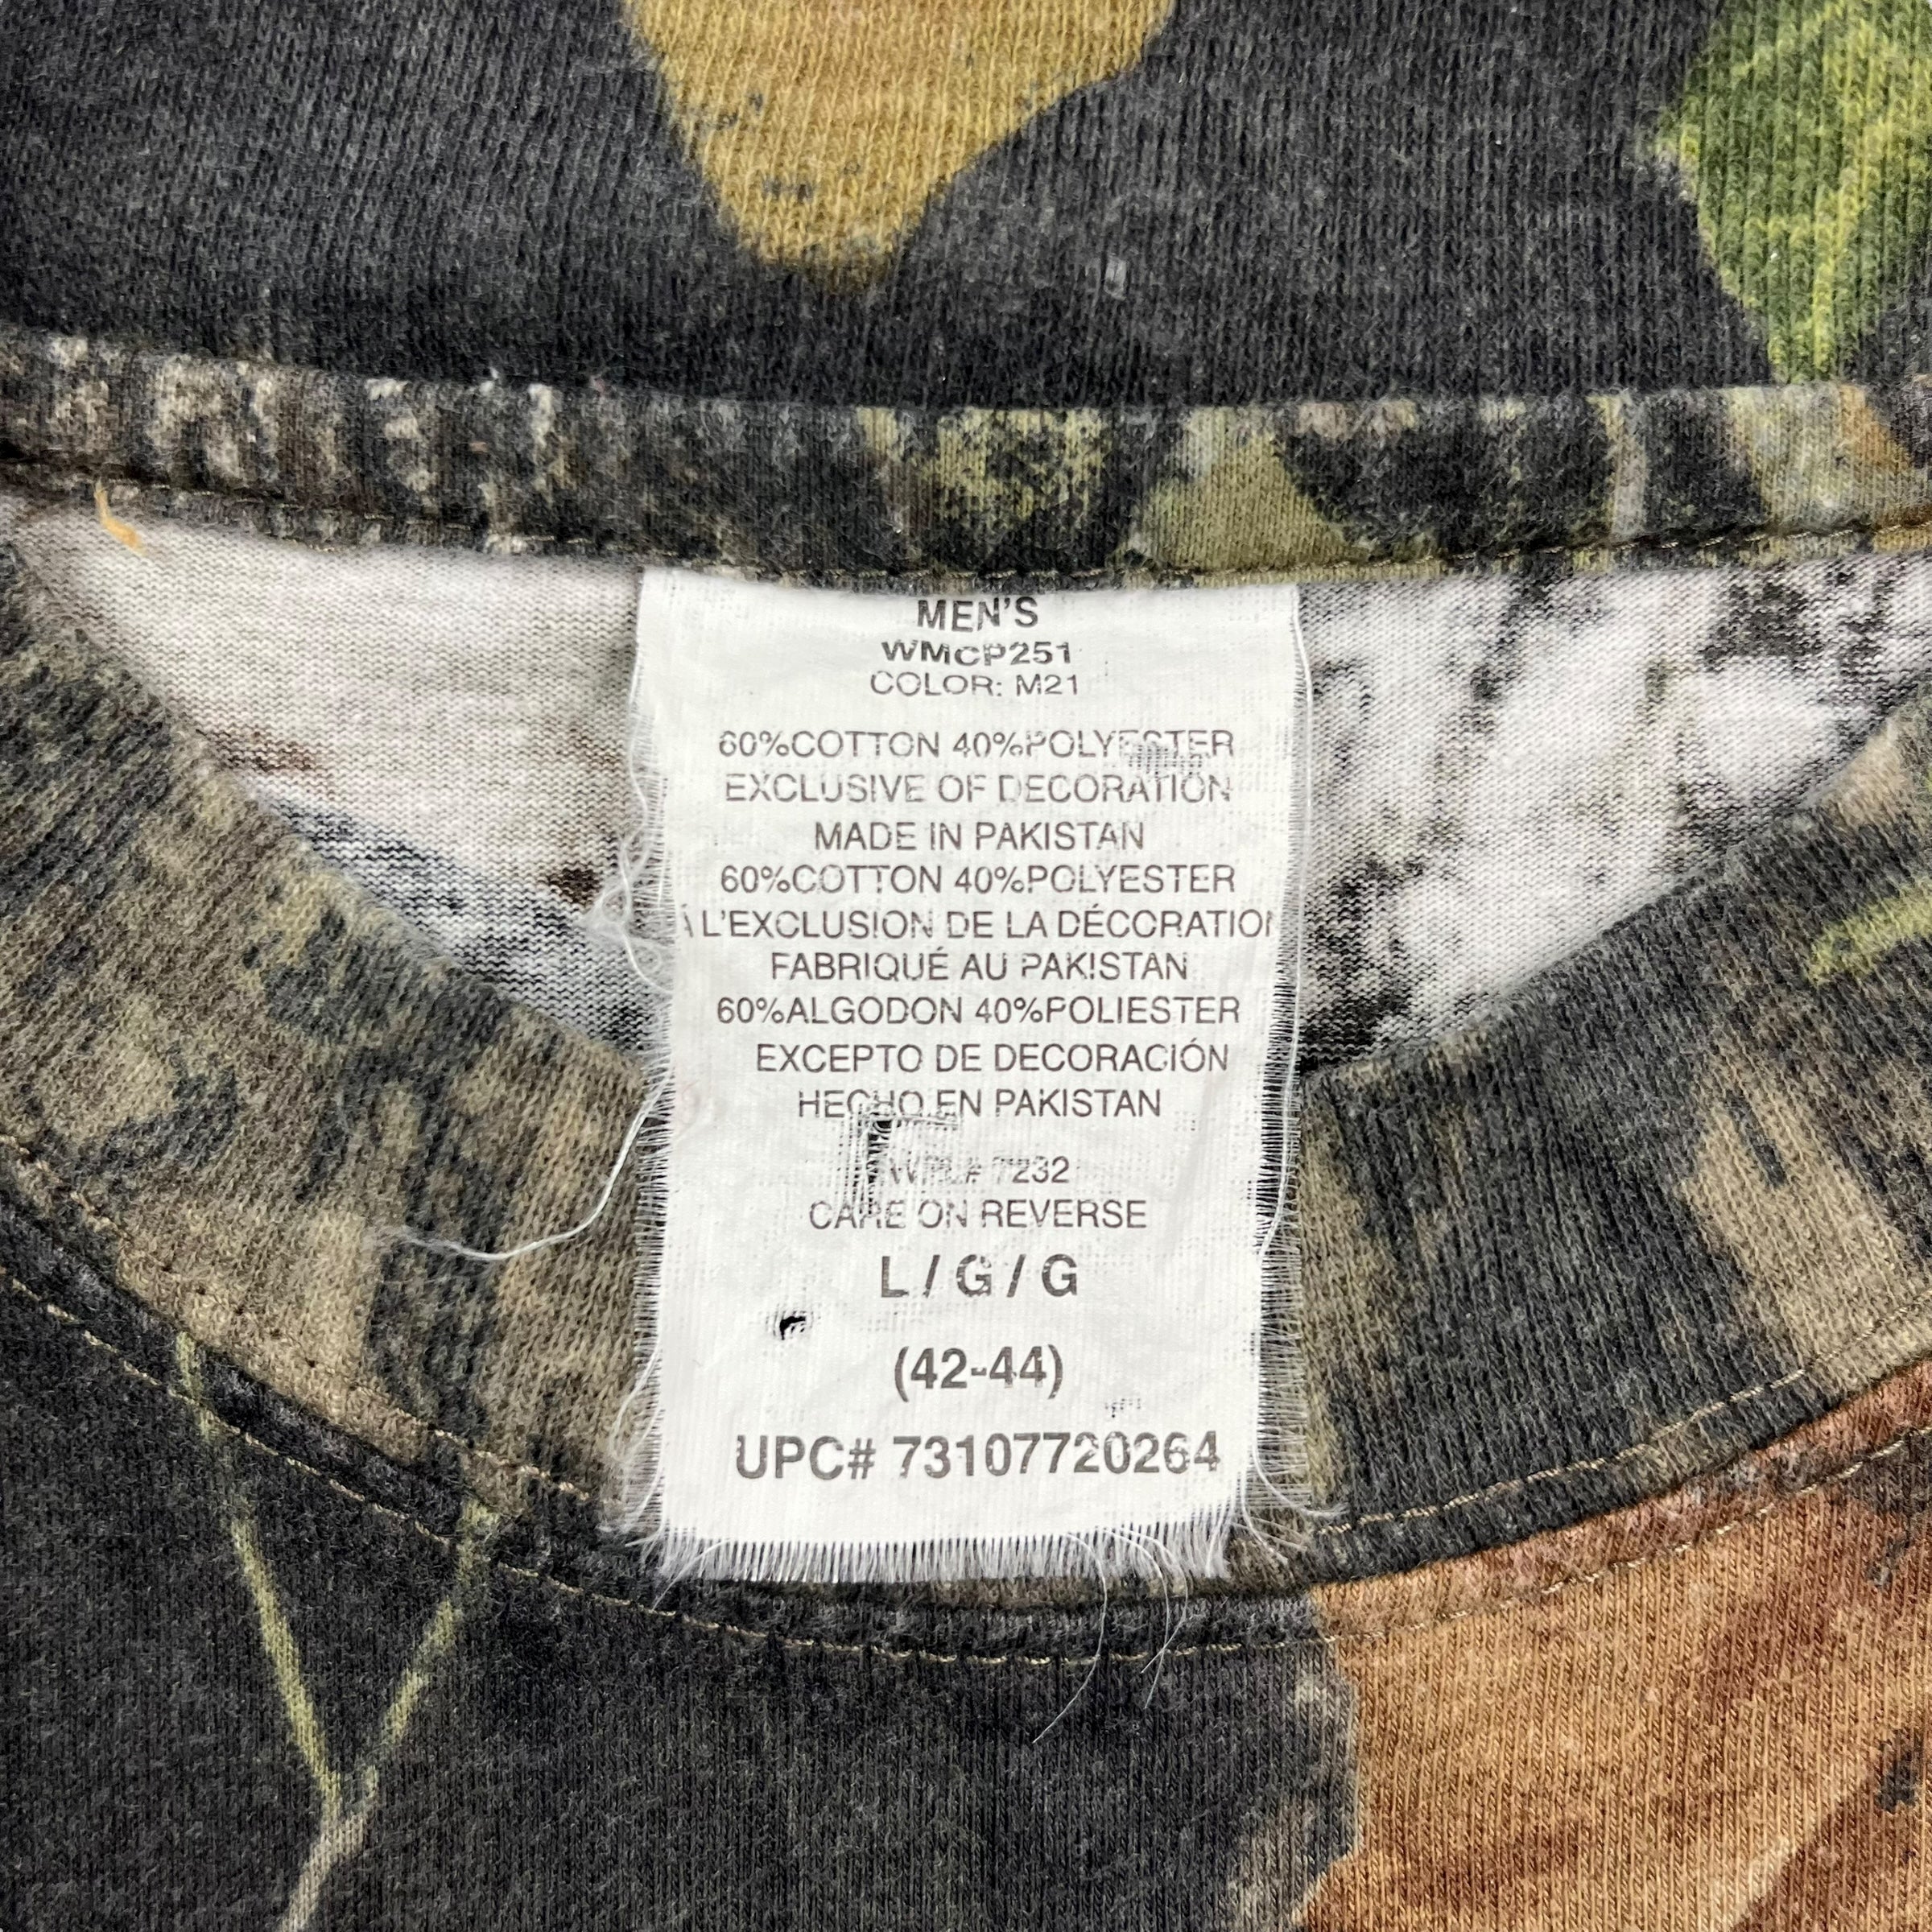 MEN'S
WMCP251
COLOR: M21
60%COTTON 40%POLYESTER
EXCLUSIVE OF DECORATION
MADE IN PAKISTAN
60%COTTON 40%POLYESTER
À L'EXCLUSION DE LA DÉCORATION
FABRIQUÉ AU PAKISTAN
60%ALGODON 40%POLIESTER
EXCEPTO DE DECORACIÓN
HECHO EN PAKISTAN
WPL# 7232
CARE ON REVERSE
L / G / G
(42-44)
UPC# 73107720264